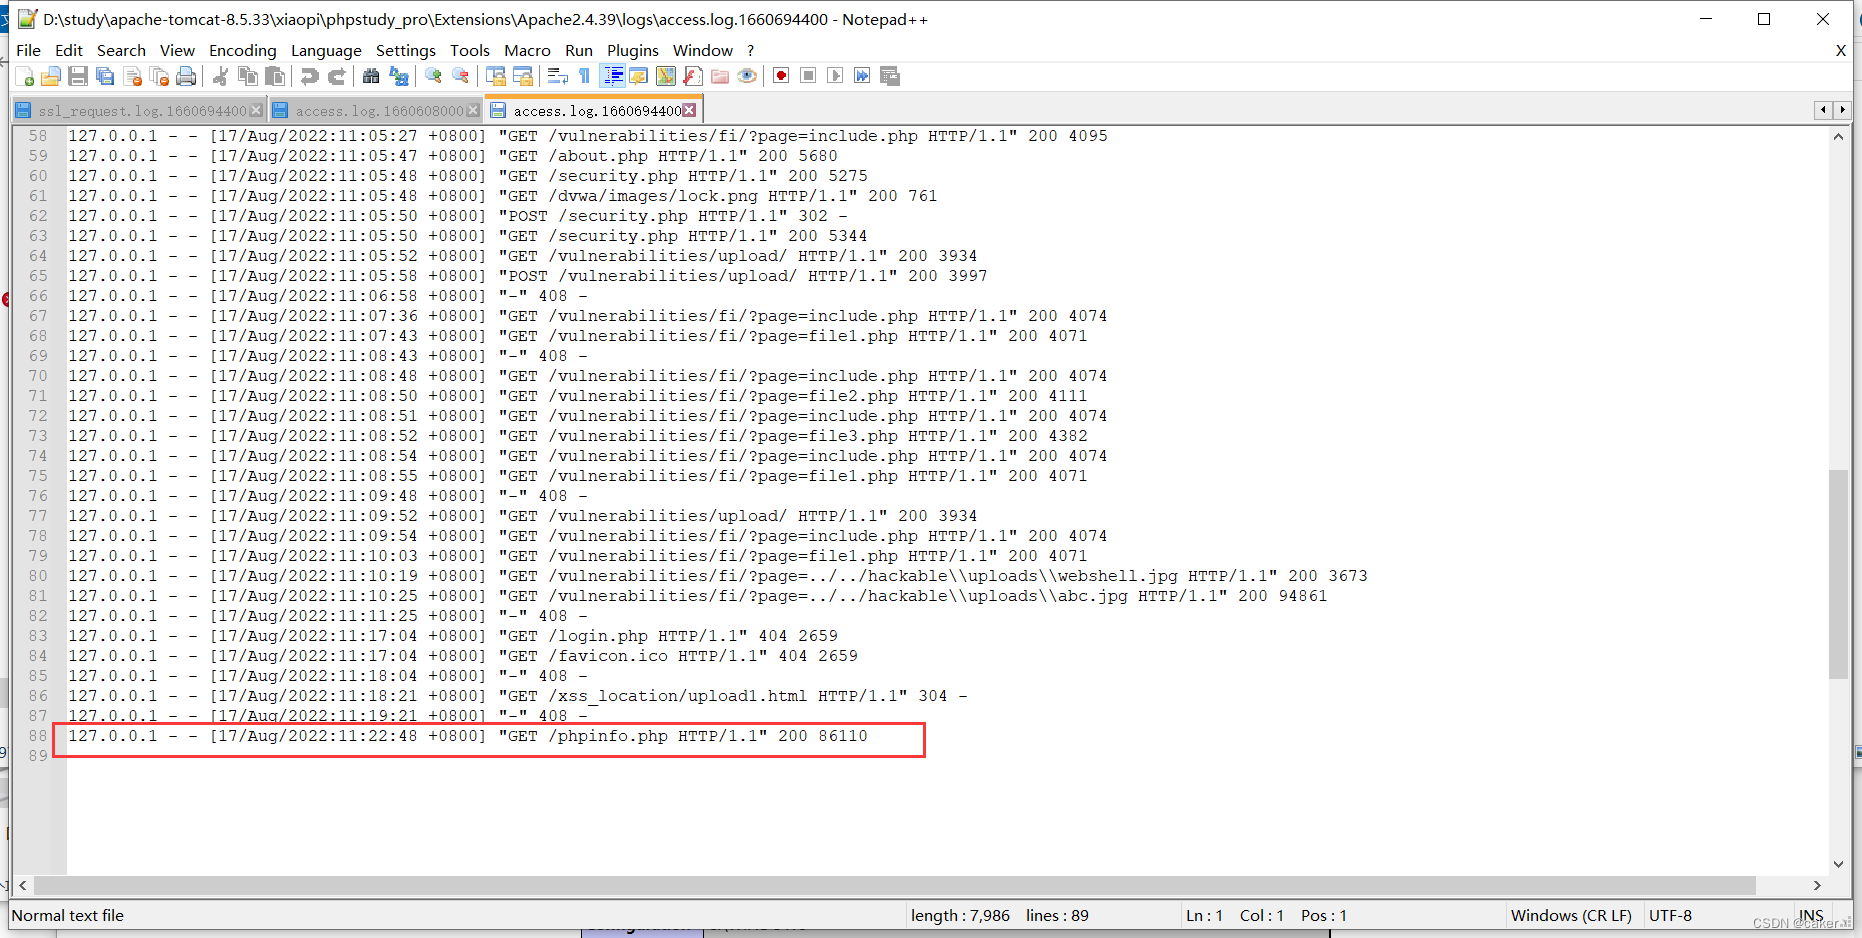 D:\study\apache-tomcat-8.5.33\xiaopi\phpstudy_pro\Extensions\Apache2.4.39\logs\access.log.1660694400 - Notepad++
File Edit Search View Encoding Language Settings Tools Macro Run Plugins Window ? X
ssl_request.log.1660694400 access.log.1660608000 access.log.1660694400
58 127.0.0.1 - - [17/Aug/2022:11:05:27 +0800] "GET /vulnerabilities/fi/?page=include.php HTTP/1.1" 200 4095
59 127.0.0.1 - - [17/Aug/2022:11:05:47 +0800] "GET /about.php HTTP/1.1" 200 5680
60 127.0.0.1 - - [17/Aug/2022:11:05:48 +0800] "GET /security.php HTTP/1.1" 200 5275
61 127.0.0.1 - - [17/Aug/2022:11:05:48 +0800] "GET /dvwa/images/lock.png HTTP/1.1" 200 761
62 127.0.0.1 - - [17/Aug/2022:11:05:50 +0800] "POST /security.php HTTP/1.1" 302 -
63 127.0.0.1 - - [17/Aug/2022:11:05:50 +0800] "GET /security.php HTTP/1.1" 200 5344
64 127.0.0.1 - - [17/Aug/2022:11:05:52 +0800] "GET /vulnerabilities/upload/ HTTP/1.1" 200 3934
65 127.0.0.1 - - [17/Aug/2022:11:05:58 +0800] "POST /vulnerabilities/upload/ HTTP/1.1" 200 3997
66 127.0.0.1 - - [17/Aug/2022:11:06:58 +0800] "-" 408 -
67 127.0.0.1 - - [17/Aug/2022:11:07:36 +0800] "GET /vulnerabilities/fi/?page=include.php HTTP/1.1" 200 4074
68 127.0.0.1 - - [17/Aug/2022:11:07:43 +0800] "GET /vulnerabilities/fi/?page=file1.php HTTP/1.1" 200 4071
69 127.0.0.1 - - [17/Aug/2022:11:08:43 +0800] "-" 408 -
70 127.0.0.1 - - [17/Aug/2022:11:08:48 +0800] "GET /vulnerabilities/fi/?page=include.php HTTP/1.1" 200 4074
71 127.0.0.1 - - [17/Aug/2022:11:08:50 +0800] "GET /vulnerabilities/fi/?page=file2.php HTTP/1.1" 200 4111
72 127.0.0.1 - - [17/Aug/2022:11:08:51 +0800] "GET /vulnerabilities/fi/?page=include.php HTTP/1.1" 200 4074
73 127.0.0.1 - - [17/Aug/2022:11:08:52 +0800] "GET /vulnerabilities/fi/?page=file3.php HTTP/1.1" 200 4382
74 127.0.0.1 - - [17/Aug/2022:11:08:54 +0800] "GET /vulnerabilities/fi/?page=include.php HTTP/1.1" 200 4074
75 127.0.0.1 - - [17/Aug/2022:11:08:55 +0800] "GET /vulnerabilities/fi/?page=file1.php HTTP/1.1" 200 4071
76 127.0.0.1 - - [17/Aug/2022:11:09:48 +0800] "-" 408 -
77 127.0.0.1 - - [17/Aug/2022:11:09:52 +0800] "GET /vulnerabilities/upload/ HTTP/1.1" 200 3934
78 127.0.0.1 - - [17/Aug/2022:11:09:54 +0800] "GET /vulnerabilities/fi/?page=include.php HTTP/1.1" 200 4074
79 127.0.0.1 - - [17/Aug/2022:11:10:03 +0800] "GET /vulnerabilities/fi/?page=file1.php HTTP/1.1" 200 4071
80 127.0.0.1 - - [17/Aug/2022:11:10:19 +0800] "GET /vulnerabilities/fi/?page=../../hackable\\uploads\\webshell.jpg HTTP/1.1" 200 3673
81 127.0.0.1 - - [17/Aug/2022:11:10:25 +0800] "GET /vulnerabilities/fi/?page=../../hackable\\uploads\\abc.jpg HTTP/1.1" 200 94861
82 127.0.0.1 - - [17/Aug/2022:11:11:25 +0800] "-" 408 -
83 127.0.0.1 - - [17/Aug/2022:11:17:04 +0800] "GET /login.php HTTP/1.1" 404 2659
84 127.0.0.1 - - [17/Aug/2022:11:17:04 +0800] "GET /favicon.ico HTTP/1.1" 404 2659
85 127.0.0.1 - - [17/Aug/2022:11:18:04 +0800] "-" 408 -
86 127.0.0.1 - - [17/Aug/2022:11:18:21 +0800] "GET /xss_location/upload1.html HTTP/1.1" 304 -
87 127.0.0.1 - - [17/Aug/2022:11:19:21 +0800] "-" 408 -
88 127.0.0.1 - - [17/Aug/2022:11:22:48 +0800] "GET /phpinfo.php HTTP/1.1" 200 86110
89
Normal text file length : 7,986 lines : 89 Ln : 1 Col : 1 Pos : 1 Windows (CR LF) UTF-8 INS
CSDN @caker